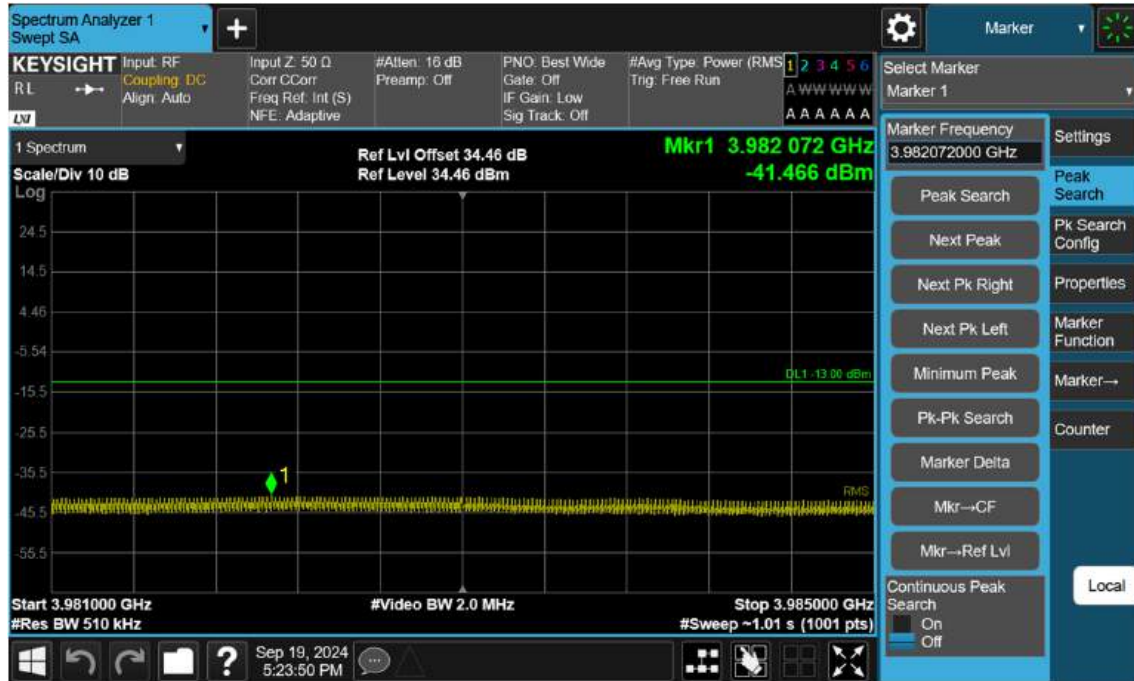 Spectrum Analyzer 1
Swept SA
Marker
KEYSIGHT
RL
LXI
Input: RF
Coupling: DC
Align: Auto
Input Z: 50 Ω
Corr CCorr
Freq Ref: Int (S)
NFE: Adaptive
#Atten: 16 dB
Preamp: Off
PNO: Best Wide
Gate: Off
IF Gain: Low
Sig Track: Off
#Avg Type: Power (RMS
Trig: Free Run
1 2 3 4 5 6
A W W W W W
A A A A A A
Select Marker
Marker 1
1 Spectrum
Scale/Div 10 dB
Ref Lvl Offset 34.46 dB
Ref Level 34.46 dBm
Mkr1 3.982 072 GHz
-41.466 dBm
Log
24.5
14.5
4.46
-5.54
-15.5
-25.5
-35.5
-45.5
-55.5
DL1 -13.00 dBm
1
RMS
Start 3.981000 GHz
#Res BW 510 kHz
#Video BW 2.0 MHz
Stop 3.985000 GHz
#Sweep ~1.01 s (1001 pts)
Marker Frequency
3.982072000 GHz
Peak Search
Next Peak
Next Pk Right
Next Pk Left
Minimum Peak
Pk-Pk Search
Marker Delta
Mkr→CF
Mkr→Ref Lvl
Continuous Peak
Search
On
Off
Settings
Peak
Search
Pk Search
Config
Properties
Marker
Function
Marker→
Counter
Local
?
Sep 19, 2024
5:23:50 PM